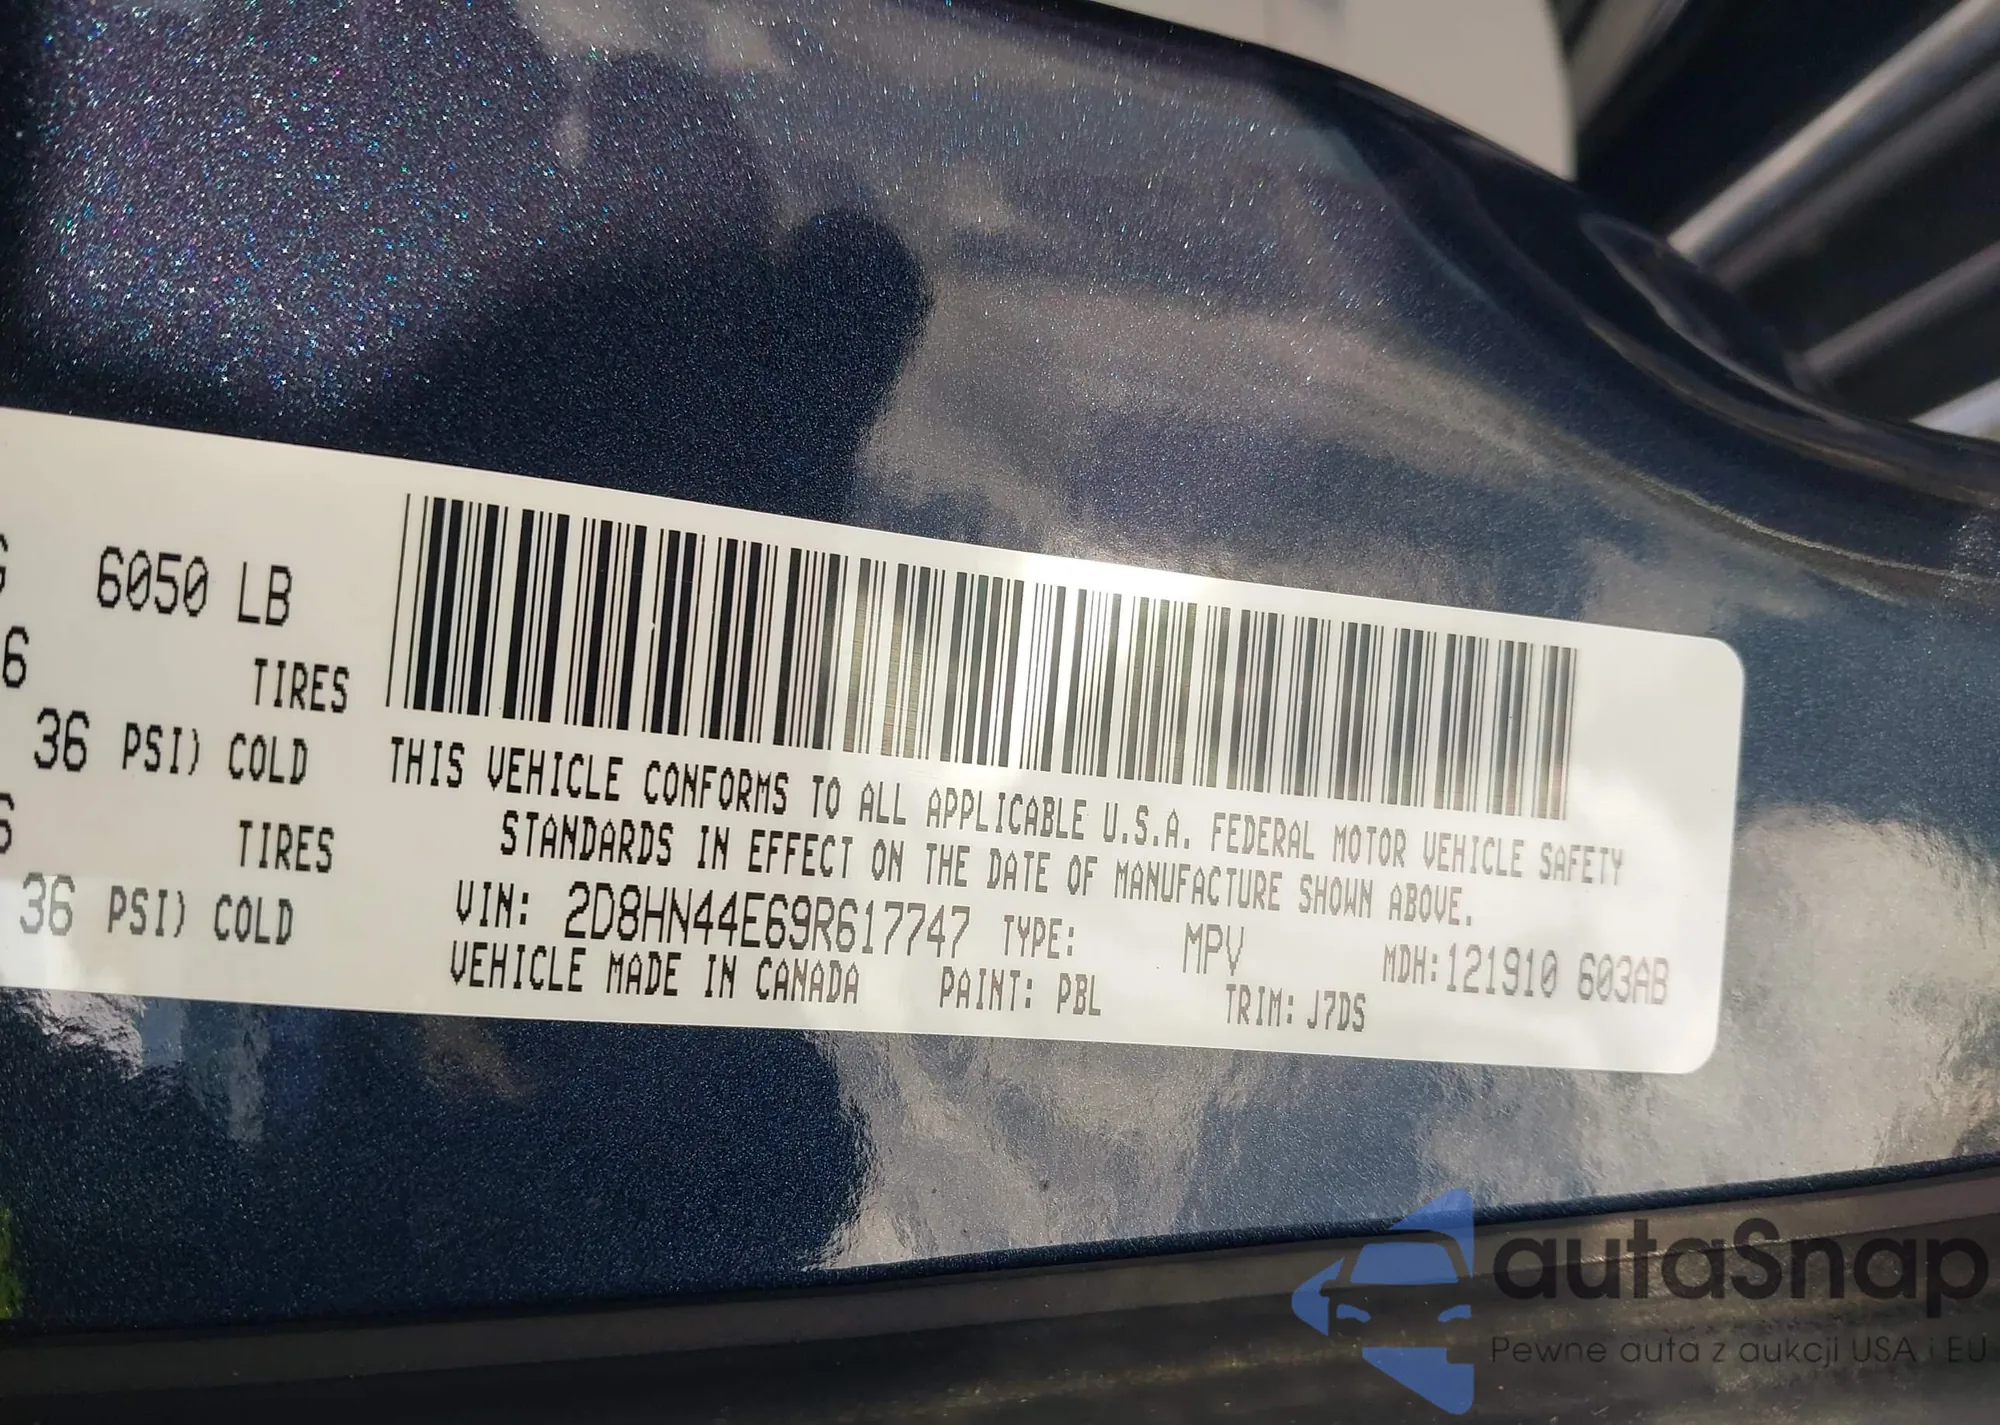 6050 LB
6 TIRES
36 PSI) COLD
TIRES
36 PSI) COLD
THIS VEHICLE CONFORMS TO ALL APPLICABLE U.S.A. FEDERAL MOTOR VEHICLE SAFETY
STANDARDS IN EFFECT ON THE DATE OF MANUFACTURE SHOWN ABOVE.
VIN: 2D8HN44E69R617747 TYPE: MPV MDH:121910 603AB
VEHICLE MADE IN CANADA PAINT: PBL TRIM: J7DS
autaSnap
Pewne auta z aukcji USA i EU